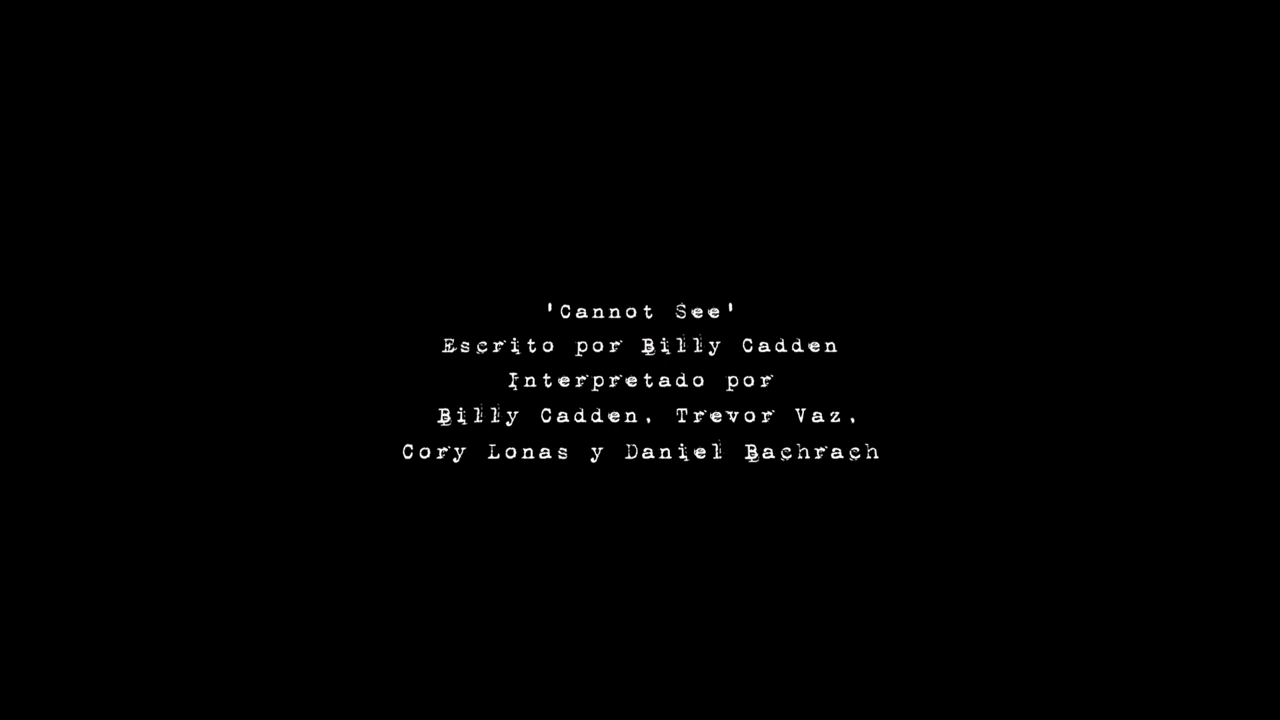 'Cannot See'
Escrito por Billy Cadden
Interpretado por
Billy Cadden, Trevor Vaz,
Cory Lonas y Daniel Bachrach